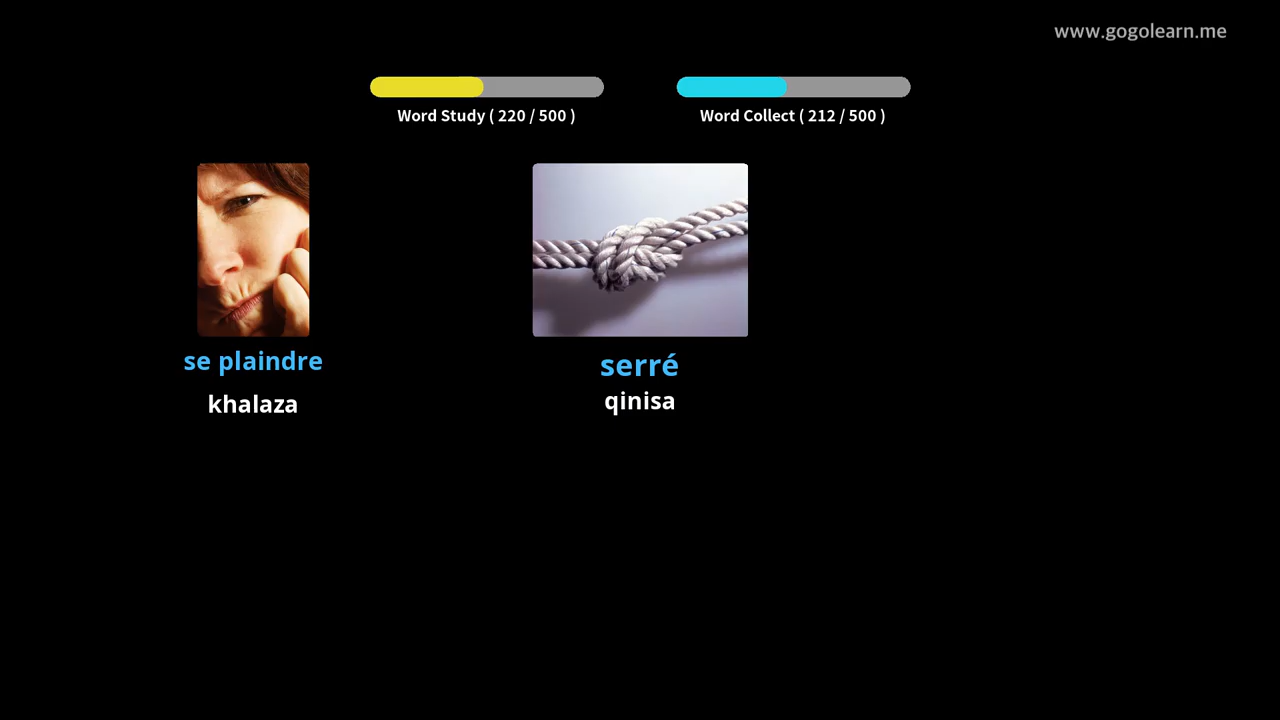 www.gogolearn.me
Word Study ( 220 / 500 )
Word Collect ( 212 / 500 )
se plaindre
khalaza
serré
qinisa